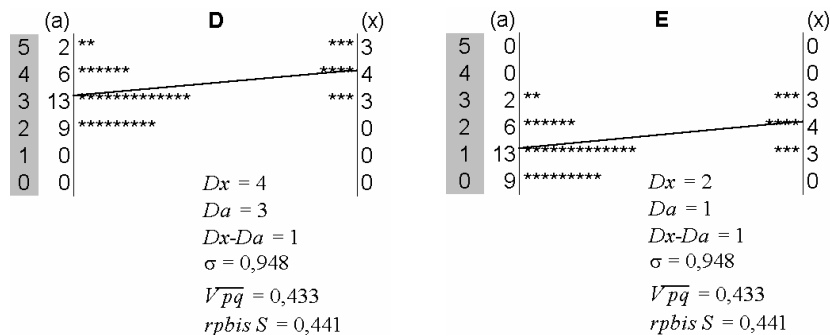 (a) D (x)
5 2 ** *** 3
4 6 ****** **** 4
3 13 ************* *** 3
2 9 ********* 0
1 0 0
0 0 0
Dx = 4
Da = 3
Dx-Da = 1
σ = 0,948
V pq = 0,433
rpbis S = 0,441
(a) E (x)
5 0 0
4 0 0
3 2 ** *** 3
2 6 ****** **** 4
1 13 ************* *** 3
0 9 ********* 0
Dx = 2
Da = 1
Dx-Da = 1
σ = 0,948
V pq = 0,433
rpbis S = 0,441